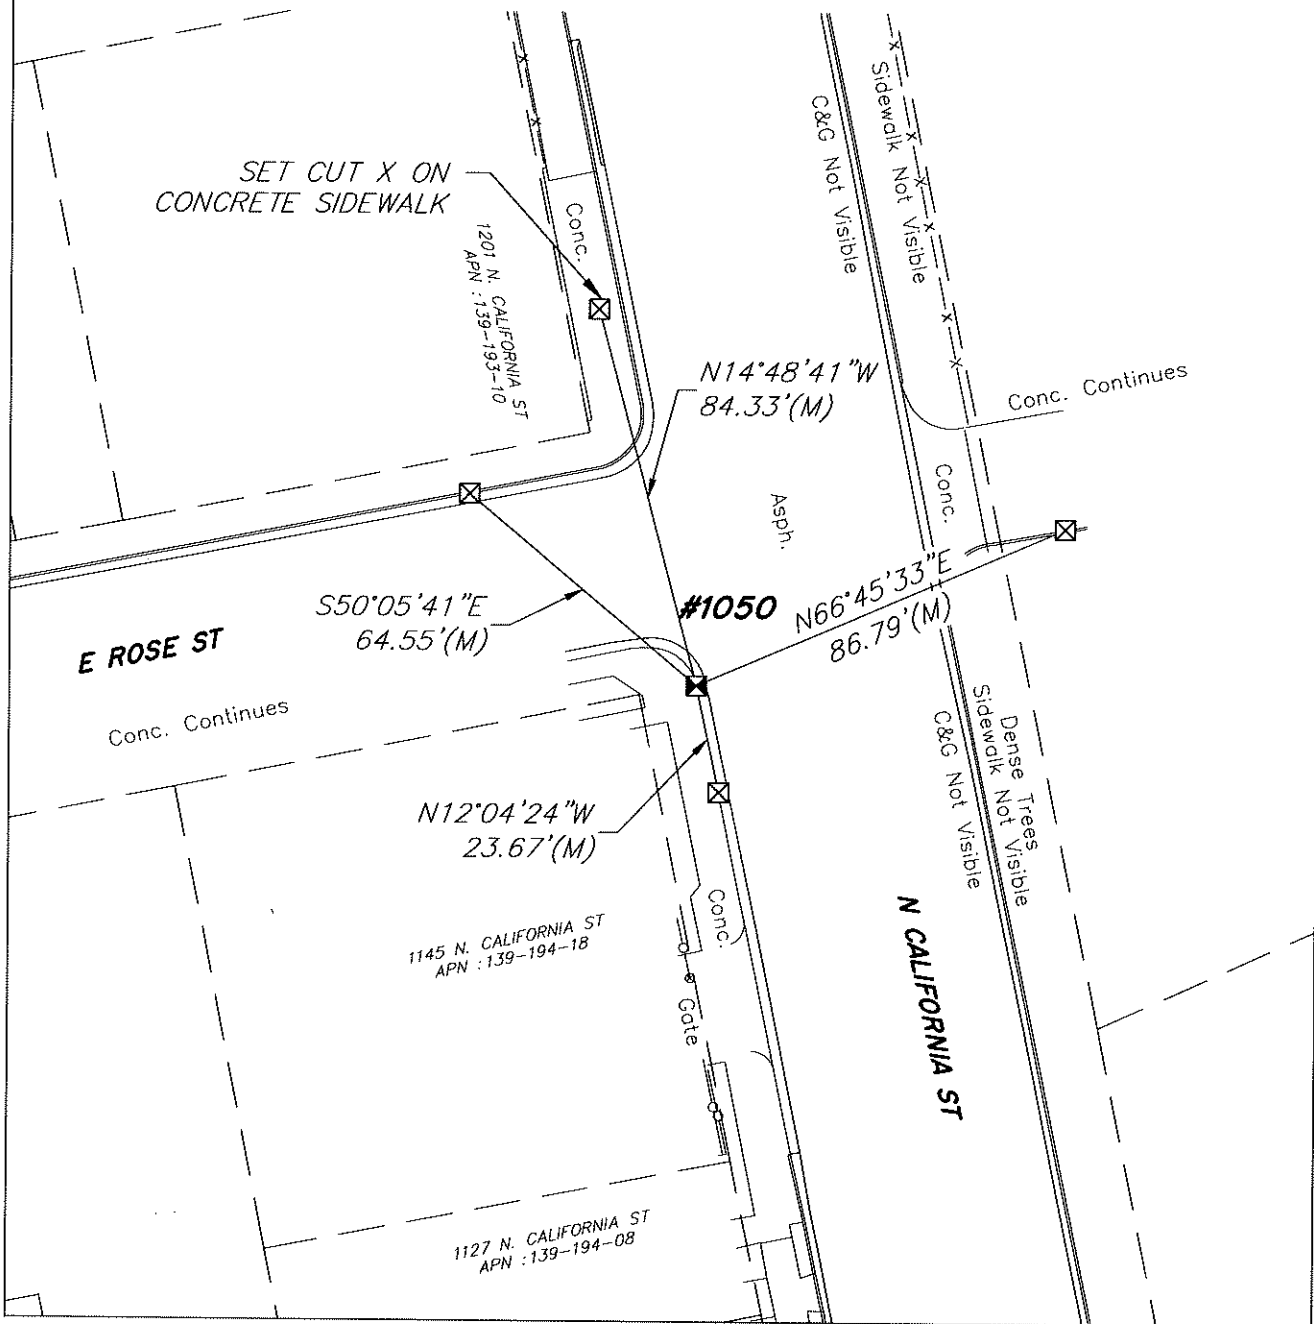 SET CUT X ON
CONCRETE SIDEWALK
1201 N. CALIFORNIA ST
APN :139-193-10
Conc.
C&G Not Visible
Sidewalk Not Visible
N14°48'41"W
84.33'(M)
Conc. Continues
Asph.
Conc.
S50°05'41"E
64.55'(M)
#1050
N66°45'33"E
86.79'(M)
E ROSE ST
Conc. Continues
N12°04'24"W
23.67'(M)
Dense Trees
Sidewalk Not Visible
C&G Not Visible
1145 N. CALIFORNIA ST
APN :139-194-18
Conc.
Gate
N CALIFORNIA ST
1127 N. CALIFORNIA ST
APN :139-194-08